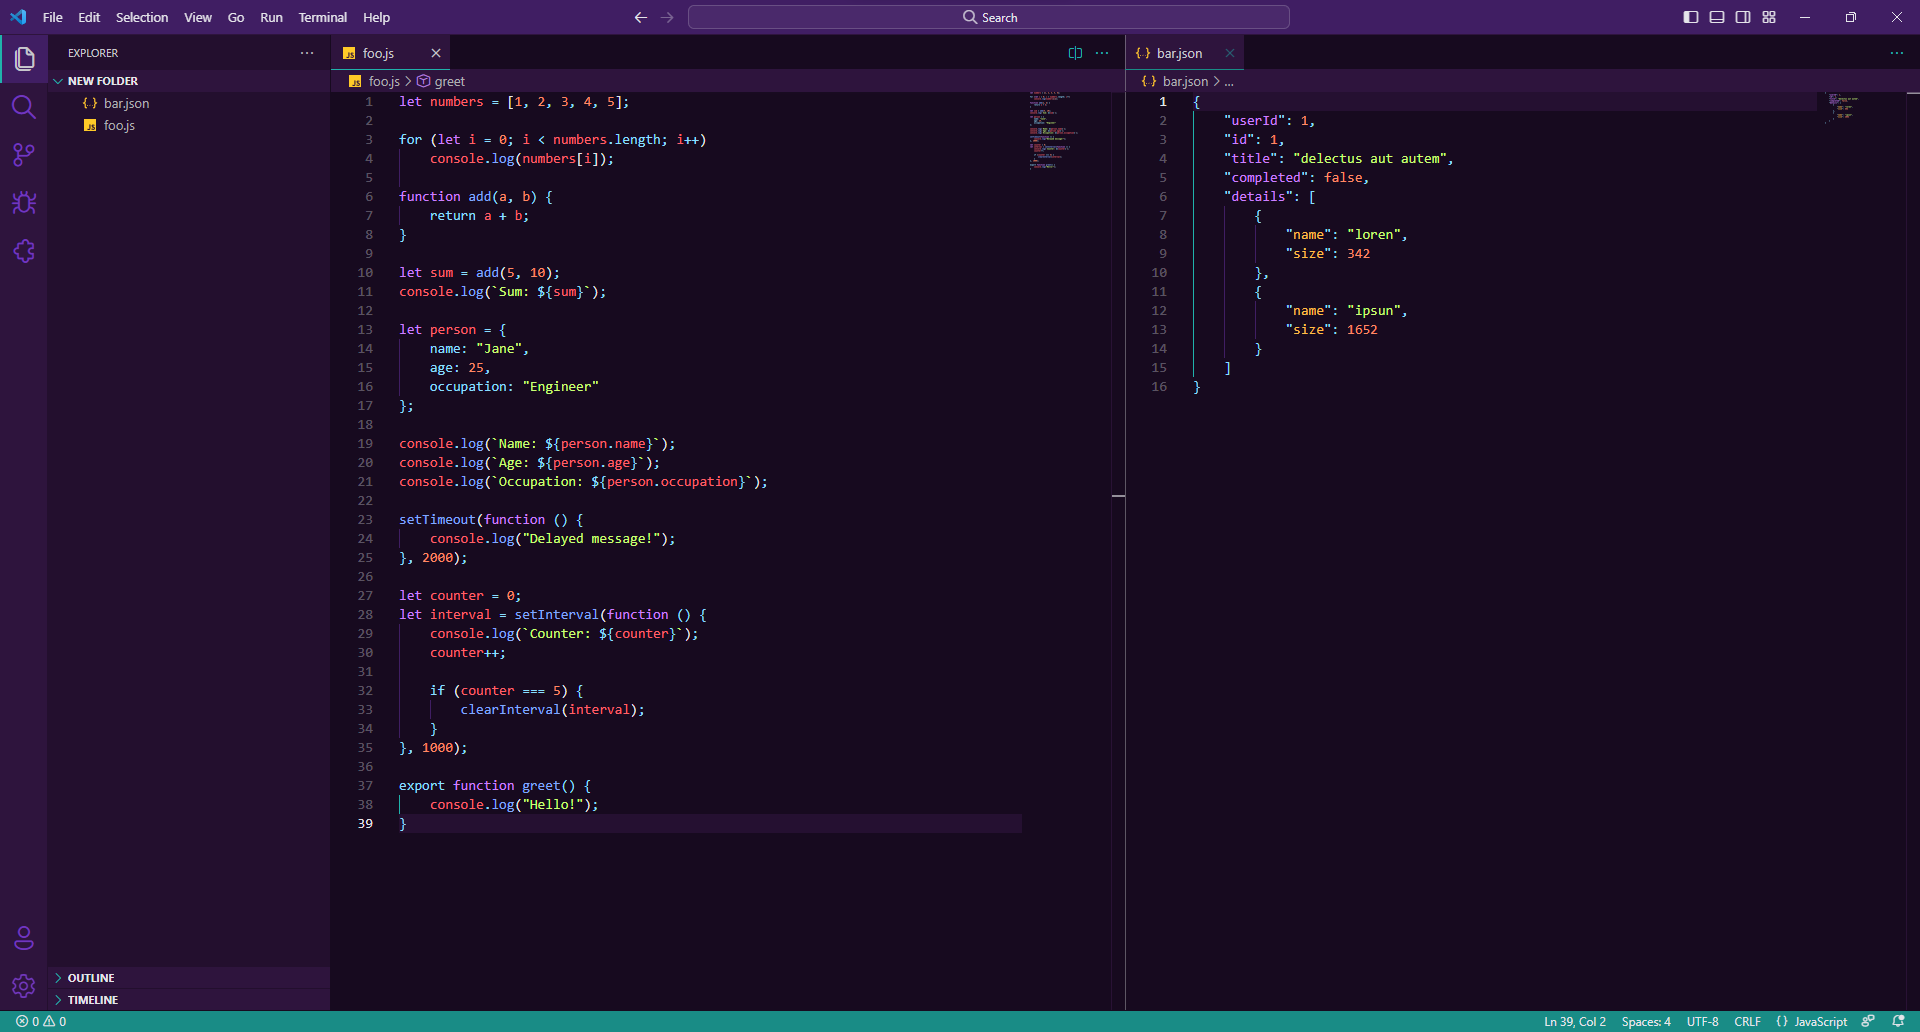 File Edit Selection View Go Run Terminal Help
Search
EXPLORER
NEW FOLDER
bar.json
foo.js
OUTLINE
TIMELINE
foo.js
foo.js > greet
1 let numbers = [1, 2, 3, 4, 5];
2
3 for (let i = 0; i < numbers.length; i++)
4     console.log(numbers[i]);
5
6 function add(a, b) {
7     return a + b;
8 }
9
10 let sum = add(5, 10);
11 console.log(`Sum: ${sum}`);
12
13 let person = {
14     name: "Jane",
15     age: 25,
16     occupation: "Engineer"
17 };
18
19 console.log(`Name: ${person.name}`);
20 console.log(`Age: ${person.age}`);
21 console.log(`Occupation: ${person.occupation}`);
22
23 setTimeout(function () {
24     console.log("Delayed message!");
25 }, 2000);
26
27 let counter = 0;
28 let interval = setInterval(function () {
29     console.log(`Counter: ${counter}`);
30     counter++;
31
32     if (counter === 5) {
33         clearInterval(interval);
34     }
35 }, 1000);
36
37 export function greet() {
38     console.log("Hello!");
39 }
bar.json
bar.json > ...
1 {
2     "userId": 1,
3     "id": 1,
4     "title": "delectus aut autem",
5     "completed": false,
6     "details": [
7         {
8             "name": "loren",
9             "size": 342
10         },
11         {
12             "name": "ipsun",
13             "size": 1652
14         }
15     ]
16 }
0 0
Ln 39, Col 2 Spaces: 4 UTF-8 CRLF {} JavaScript